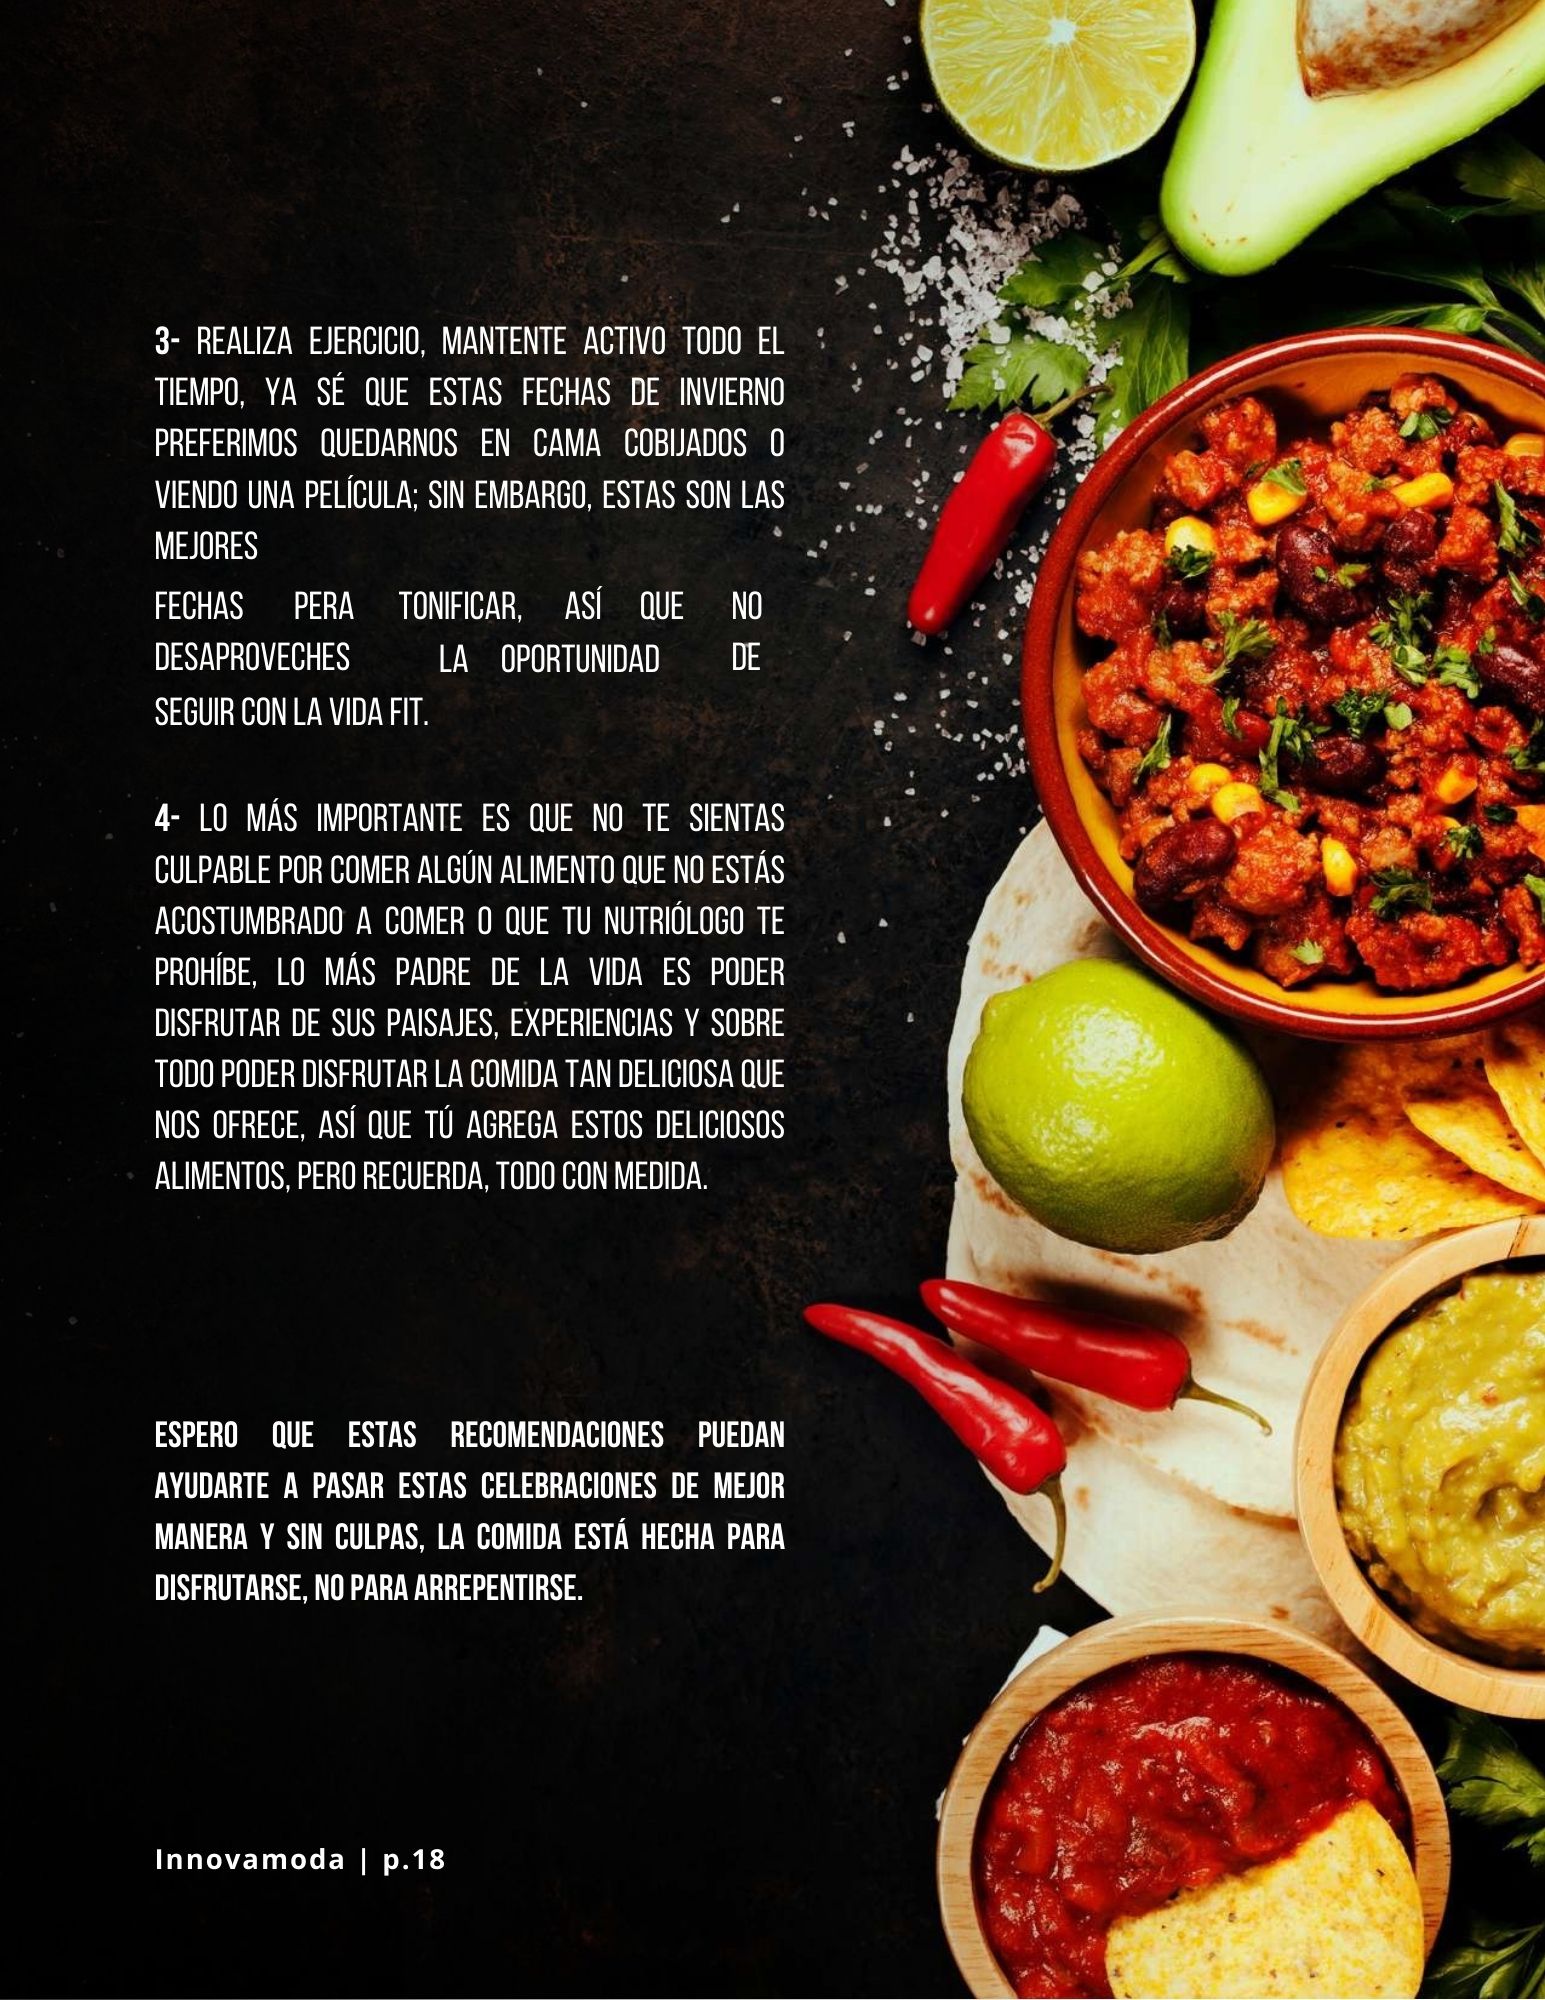 3- REALIZA EJERCICIO, MANTENTE ACTIVO TODO EL
TIEMPO, YA SÉ QUE ESTAS FECHAS DE INVIERNO
PREFERIMOS QUEDARNOS EN CAMA COBIJADOS O
VIENDO UNA PELÍCULA; SIN EMBARGO, ESTAS SON LAS
MEJORES
FECHAS PERA TONIFICAR, ASÍ QUE NO
DESAPROVECHES LA OPORTUNIDAD DE
SEGUIR CON LA VIDA FIT.
4- LO MÁS IMPORTANTE ES QUE NO TE SIENTAS
CULPABLE POR COMER ALGÚN ALIMENTO QUE NO ESTÁS
ACOSTUMBRADO A COMER O QUE TU NUTRIÓLOGO TE
PROHÍBE, LO MÁS PADRE DE LA VIDA ES PODER
DISFRUTAR DE SUS PAISAJES, EXPERIENCIAS Y SOBRE
TODO PODER DISFRUTAR LA COMIDA TAN DELICIOSA QUE
NOS OFRECE, ASÍ QUE TÚ AGREGA ESTOS DELICIOSOS
ALIMENTOS, PERO RECUERDA, TODO CON MEDIDA.
ESPERO QUE ESTAS RECOMENDACIONES PUEDAN
AYUDARTE A PASAR ESTAS CELEBRACIONES DE MEJOR
MANERA Y SIN CULPAS, LA COMIDA ESTÁ HECHA PARA
DISFRUTARSE, NO PARA ARREPENTIRSE.
Innovamoda | p.18